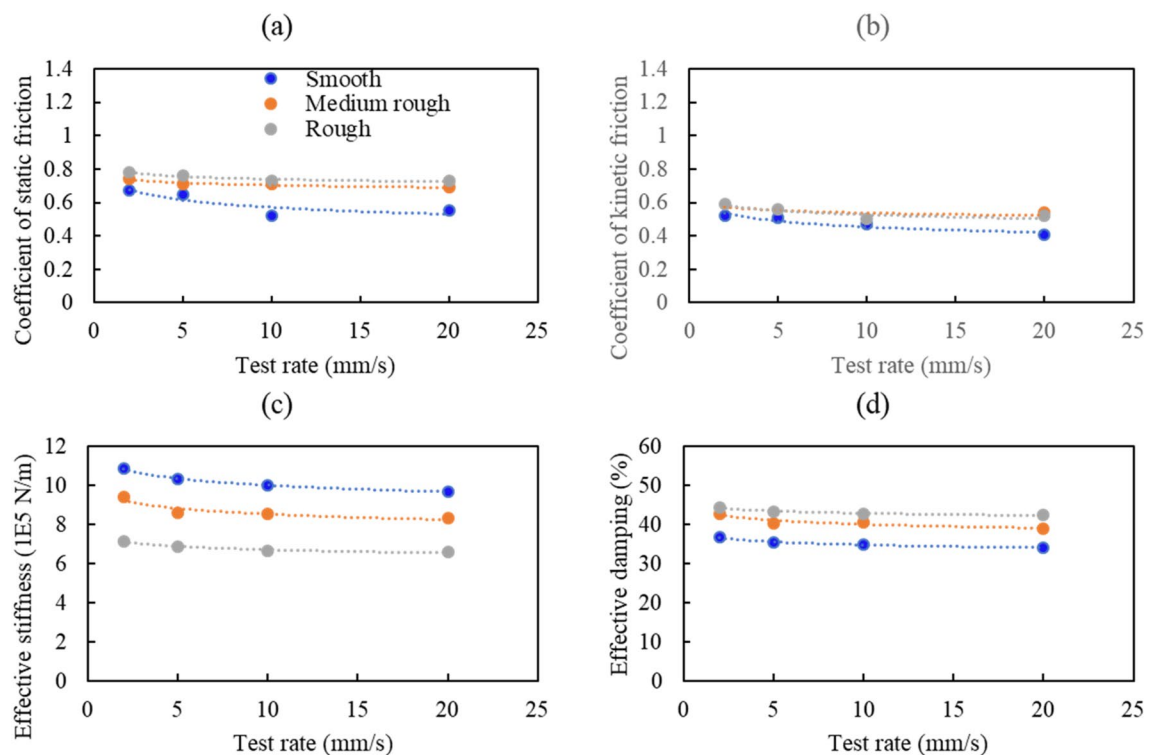 (a)
Coefficient of static friction
1.4
1.2
1
0.8
0.6
0.4
0.2
0
Smooth
Medium rough
Rough
0 5 10 15 20 25
Test rate (mm/s)
(b)
Coefficient of kinetic friction
1.4
1.2
1
0.8
0.6
0.4
0.2
0
0 5 10 15 20 25
Test rate (mm/s)
(c)
Effective stiffness (1E5 N/m)
12
10
8
6
4
2
0
0 5 10 15 20 25
Test rate (mm/s)
(d)
Effective damping (%)
60
50
40
30
20
10
0
0 5 10 15 20 25
Test rate (mm/s)